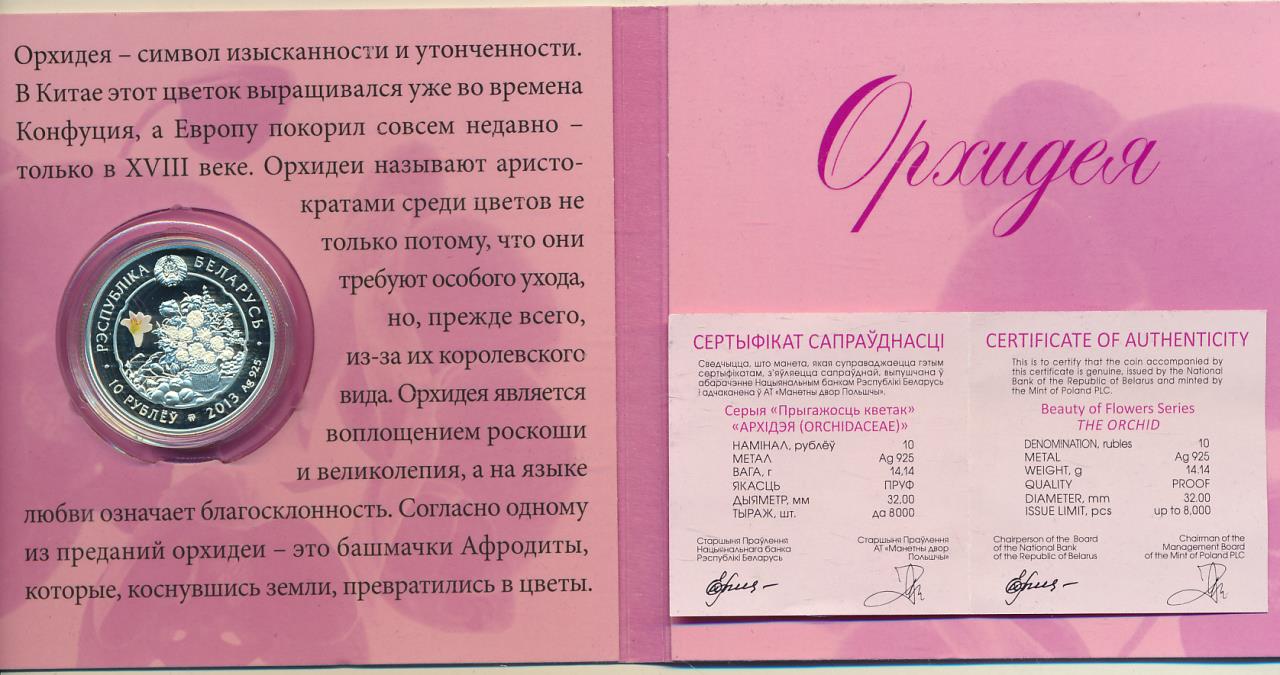 Орхидея – символ изысканности и утонченности.
В Китае этот цветок выращивался уже во времена
Конфуция, а Европу покорил совсем недавно –
только в XVIII веке. Орхидеи называют аристо-
кратами среди цветов не
только потому, что они
требуют особого ухода,
но, прежде всего,
из-за их королевского
вида. Орхидея является
воплощением роскоши
и великолепия, а на языке
любви означает благосклонность. Согласно одному
из преданий орхидеи – это башмачки Афродиты,
которые, коснувшись земли, превратились в цветы.
РЭСПУБЛІКА БЕЛАРУСЬ
10 РУБЛЁЎ 2013 Ag 925
Орхидея
СЕРТЫФІКАТ САПРАЎДНАСЦІ
Сведчыцца, што манета, якая суправаджаецца гэтым
сертыфікатам, з'яўляецца сапраўднай, выпушчана ў
абарачэнне Нацыянальным банкам Рэспублікі Беларусь
і адчаканена ў АТ «Манетны двор Польшчы».
Серыя «Прыгажосць кветак»
«АРХІДЭЯ (ORCHIDACEAE)»
НАМІНАЛ, рублёў 10
МЕТАЛ Ag 925
ВАГА, г 14,14
ЯКАСЦЬ ПРУФ
ДЫЯМЕТР, мм 32,00
ТЫРАЖ, шт. да 8000
Старшыня Праўлення
Нацыянальнага банка
Рэспублікі Беларусь
Старшыня Праўлення
АТ «Манетны двор
Польшчы»
CERTIFICATE OF AUTHENTICITY
This is to certify that the coin accompanied by
this certificate is genuine, issued by the National
Bank of the Republic of Belarus and minted by
the Mint of Poland PLC.
Beauty of Flowers Series
THE ORCHID
DENOMINATION, rubles 10
METAL Ag 925
WEIGHT, g 14.14
QUALITY PROOF
DIAMETER, mm 32.00
ISSUE LIMIT, pcs up to 8,000
Chairperson of the Board
of the National Bank
of the Republic of Belarus
Chairman of the
Management Board
of the Mint of Poland PLC